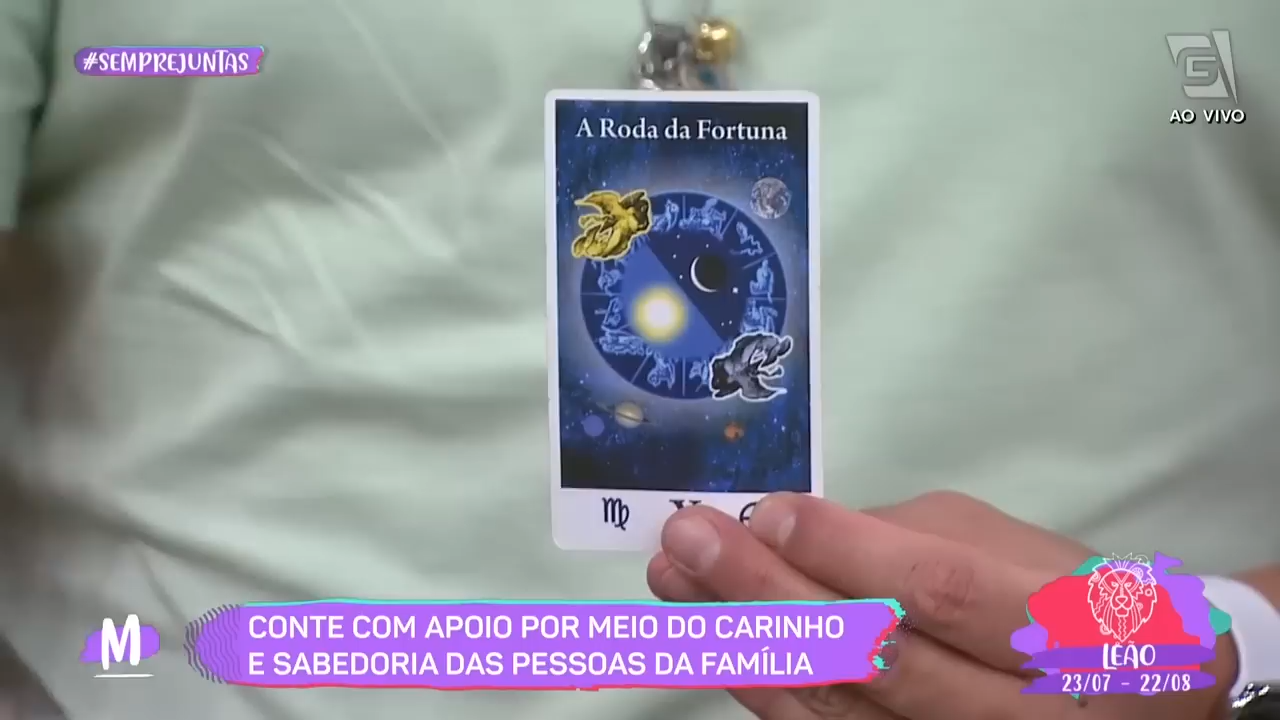 #SEMPREJUNTAS
G
AO VIVO
A Roda da Fortuna
M
CONTE COM APOIO POR MEIO DO CARINHO
E SABEDORIA DAS PESSOAS DA FAMÍLIA
LEÃO
23/07 - 22/08